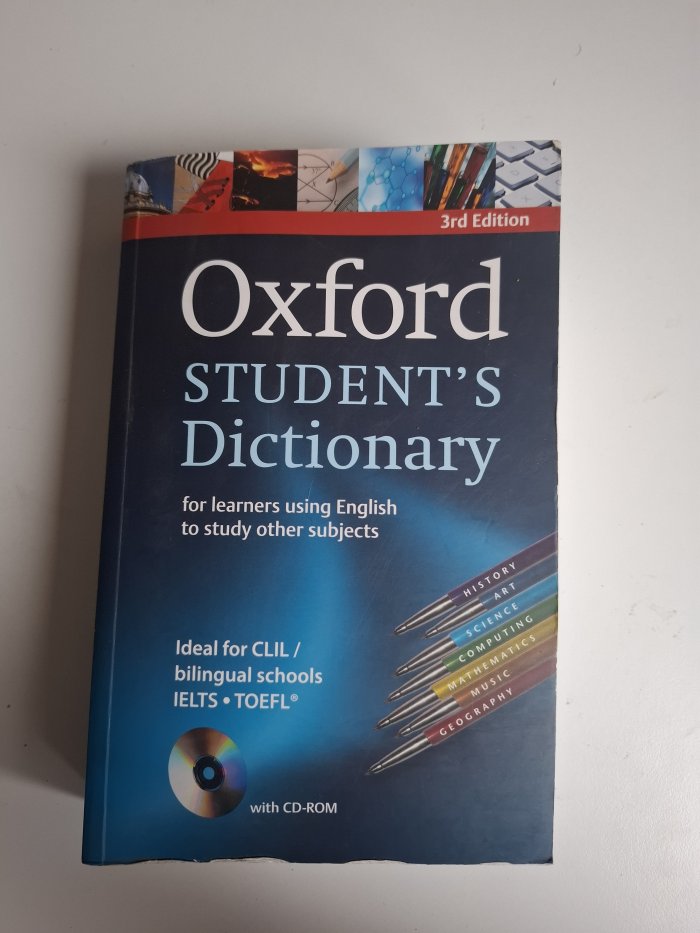 3rd Edition
Oxford
STUDENT'S
Dictionary
for learners using English
to study other subjects
HISTORY
ART
SCIENCE
COMPUTING
MATHEMATICS
MUSIC
GEOGRAPHY
Ideal for CLIL /
bilingual schools
IELTS • TOEFL®
with CD-ROM